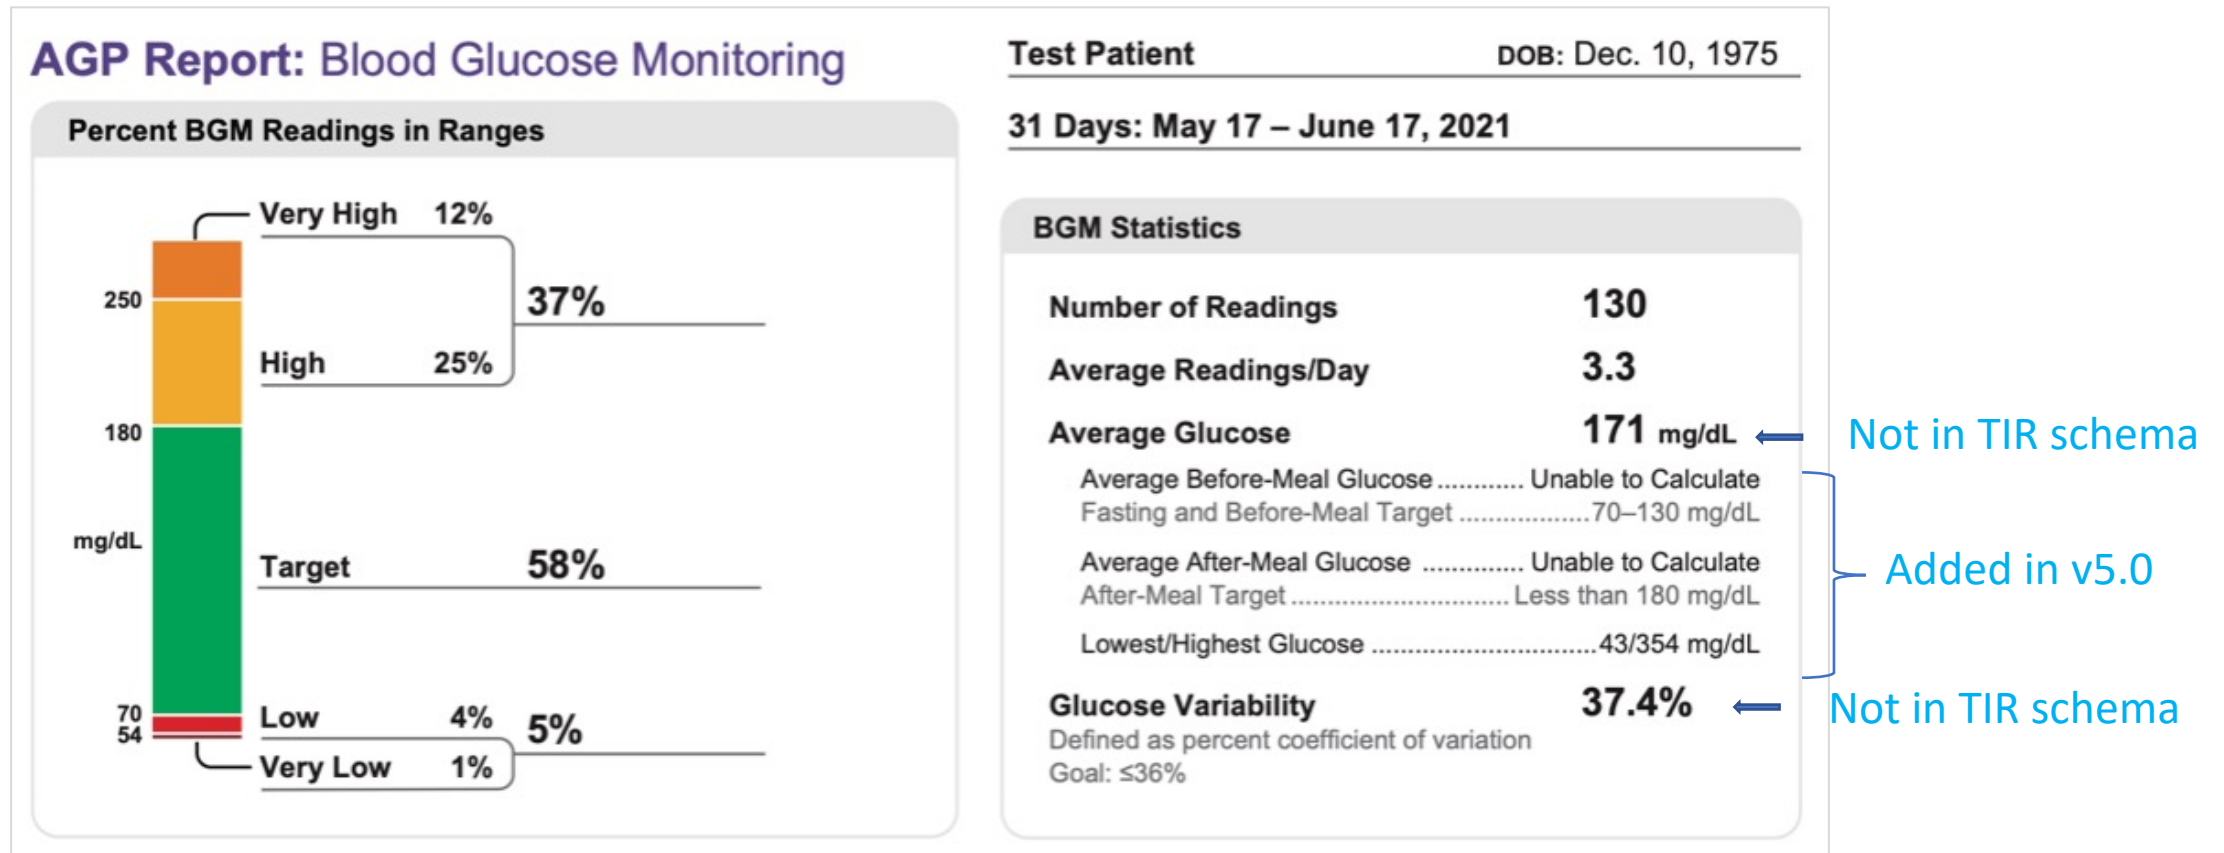 AGP Report: Blood Glucose Monitoring
Test Patient DOB: Dec. 10, 1975
31 Days: May 17 – June 17, 2021
Percent BGM Readings in Ranges
Very High 12%
250
37%
High 25%
180
mg/dL
Target 58%
70
54
Low 4%
5%
Very Low 1%
BGM Statistics
Number of Readings 130
Average Readings/Day 3.3
Average Glucose 171 mg/dL
Not in TIR schema
Average Before-Meal Glucose ............ Unable to Calculate
Fasting and Before-Meal Target ..................70–130 mg/dL
Average After-Meal Glucose .............. Unable to Calculate
After-Meal Target .............................. Less than 180 mg/dL
Lowest/Highest Glucose ...............................43/354 mg/dL
Added in v5.0
Glucose Variability 37.4%
Not in TIR schema
Defined as percent coefficient of variation
Goal: ≤36%